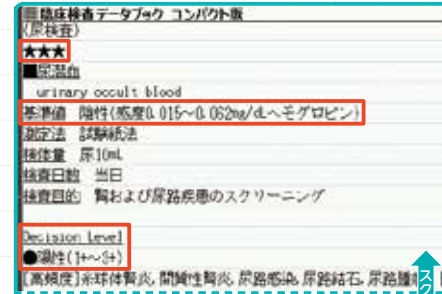 臨床検査データブック コンパクト版
(尿検査)
★★★
■尿潜血
urinary occult blood
基準値 陰性(感度0.015～0.062mg/dLヘモグロビン)
測定法 試験紙法
検体量 尿10mL
検査日数 当日
検査目的 腎および尿路疾患のスクリーニング
Decision Level
●陽性(1+～3+)
[高頻度]糸球体腎炎,間質性腎炎,尿路感染,尿路結石,尿路腫
スク